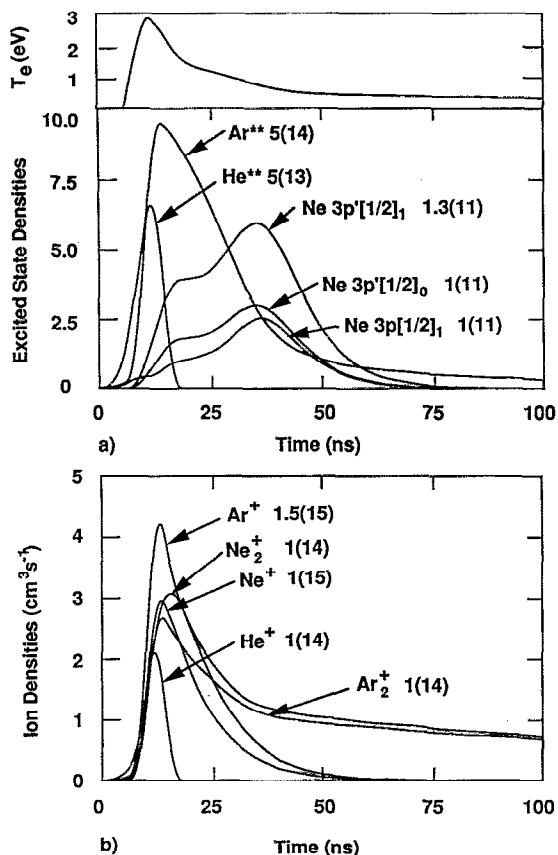 T_e (eV)
3
2
1
Excited State Densities
10.0
7.5
5.0
2.5
0
Ar** 5(14)
He** 5(13)
Ne 3p'[1/2]₁ 1.3(11)
Ne 3p'[1/2]₀ 1(11)
Ne 3p[1/2]₁ 1(11)
0 25 50 75 100
a) Time (ns)
Ion Densities (cm³s⁻¹)
5
4
3
2
1
0
Ar⁺ 1.5(15)
Ne₂⁺ 1(14)
Ne⁺ 1(15)
He⁺ 1(14)
Ar₂⁺ 1(14)
0 25 50 75 100
b) Time (ns)